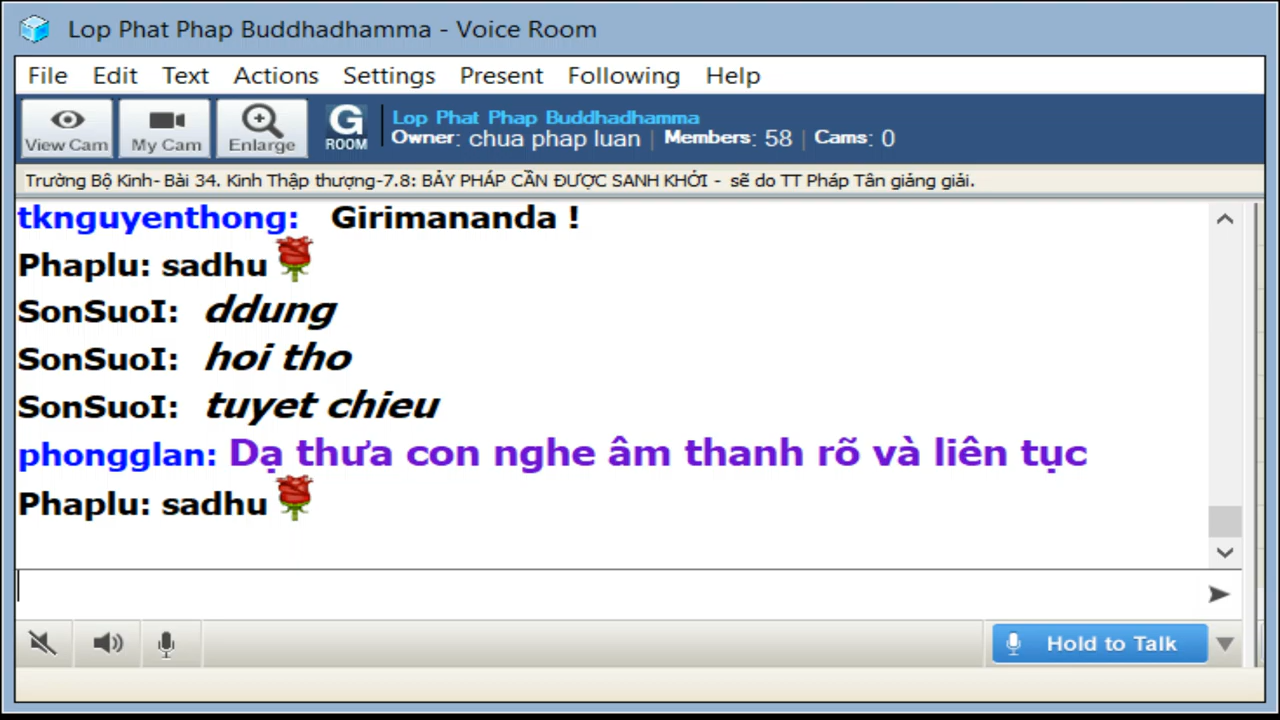 Lop Phat Phap Buddhadhamma - Voice Room
File Edit Text Actions Settings Present Following Help
View Cam My Cam Enlarge G ROOM
Lop Phat Phap Buddhadhamma
Owner: chua phap luan | Members: 58 | Cams: 0
Trường Bộ Kinh- Bài 34. Kinh Thập thượng-7.8: BẢY PHÁP CẦN ĐƯỢC SANH KHỞI - sẽ do TT Pháp Tân giảng giải.
tknguyenthong: Girimananda !
Phaplu: sadhu
SonSuoI: ddung
SonSuoI: hoi tho
SonSuoI: tuyet chieu
phongglan: Dạ thưa con nghe âm thanh rõ và liên tục
Phaplu: sadhu
Hold to Talk